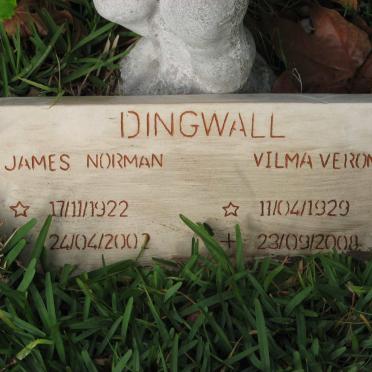 DINGWALL
JAMES NORMAN VILMA VERON
☆ 17/11/1922 ☆ 11/04/1929
24/04/2002 + 23/09/2008